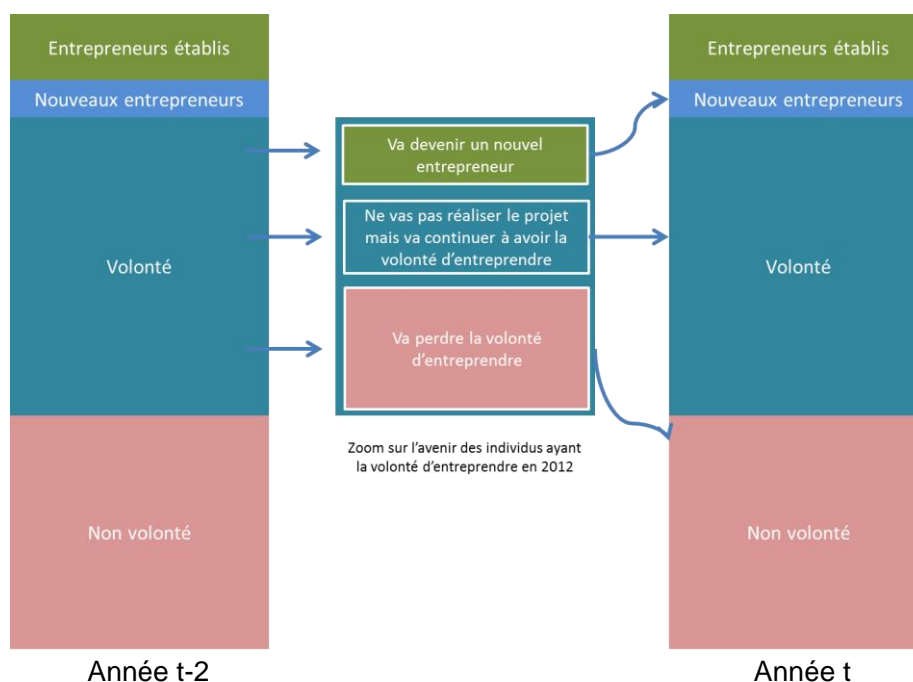 Entrepreneurs établis
Nouveaux entrepreneurs
Volonté
Non volonté
Année t-2
Va devenir un nouvel
entrepreneur
Ne vas pas réaliser le projet
mais va continuer à avoir la
volonté d'entreprendre
Va perdre la volonté
d'entreprendre
Zoom sur l'avenir des individus ayant
la volonté d'entreprendre en 2012
Entrepreneurs établis
Nouveaux entrepreneurs
Volonté
Non volonté
Année t